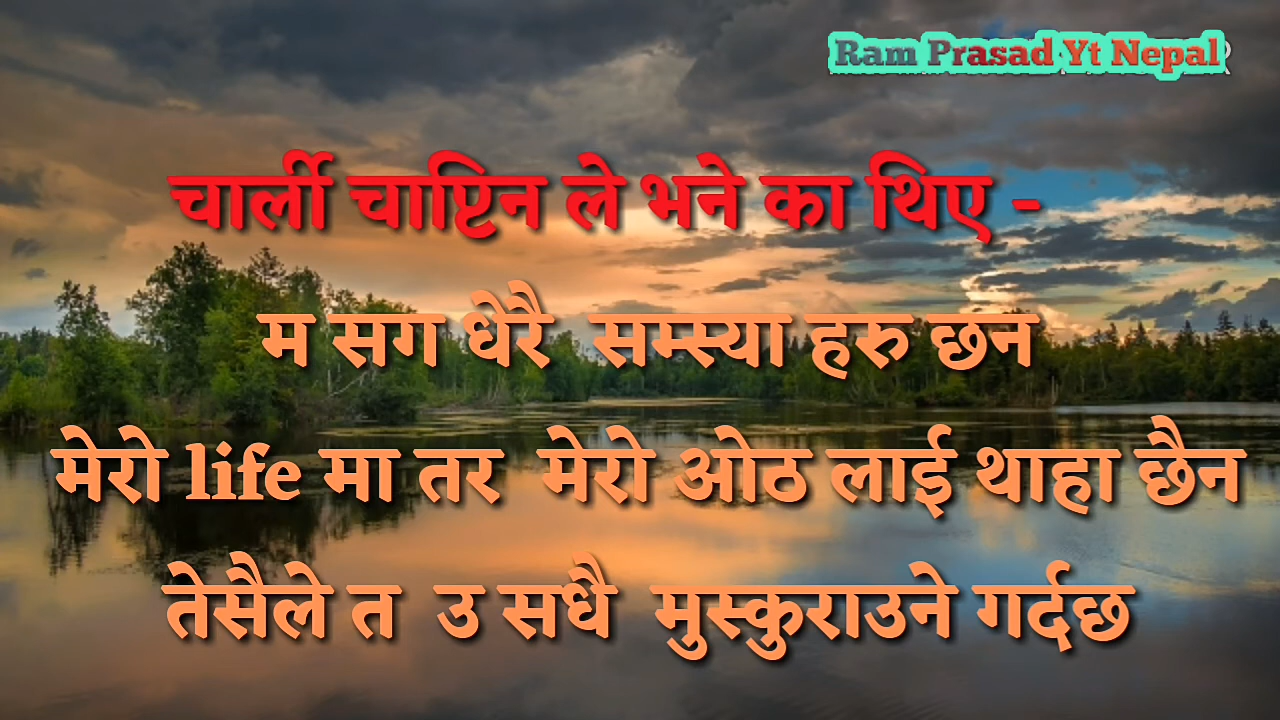 Ram Prasad Yt Nepal
चार्ली चाप्टिन ले भने का थिए -
म सग धेरै सम्स्या हरु छन
मेरो life मा तर मेरो ओठ लाई थाहा छैन
तेसैले त उ सधै मुस्कुराउने गर्दछ